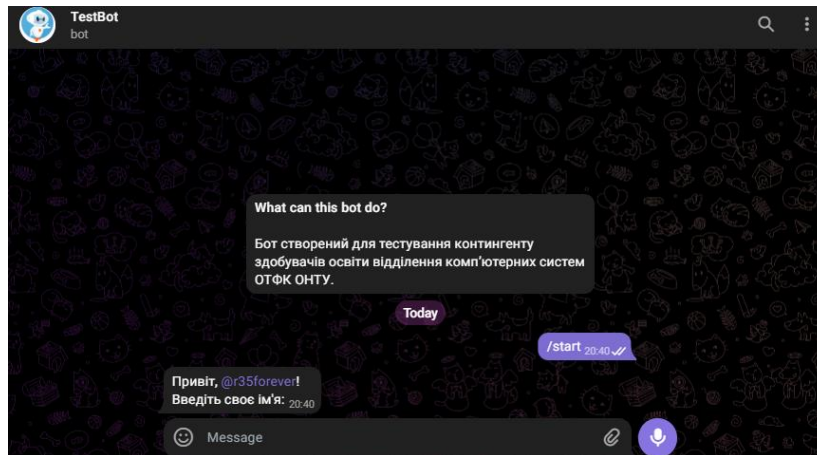 TestBot
bot
What can this bot do?
Бот створений для тестування контингенту
здобувачів освіти відділення комп'ютерних систем
ОТФК ОНТУ.
Today
/start 20:40
Привіт, @r35forever!
Введіть своє ім'я: 20:40
Message